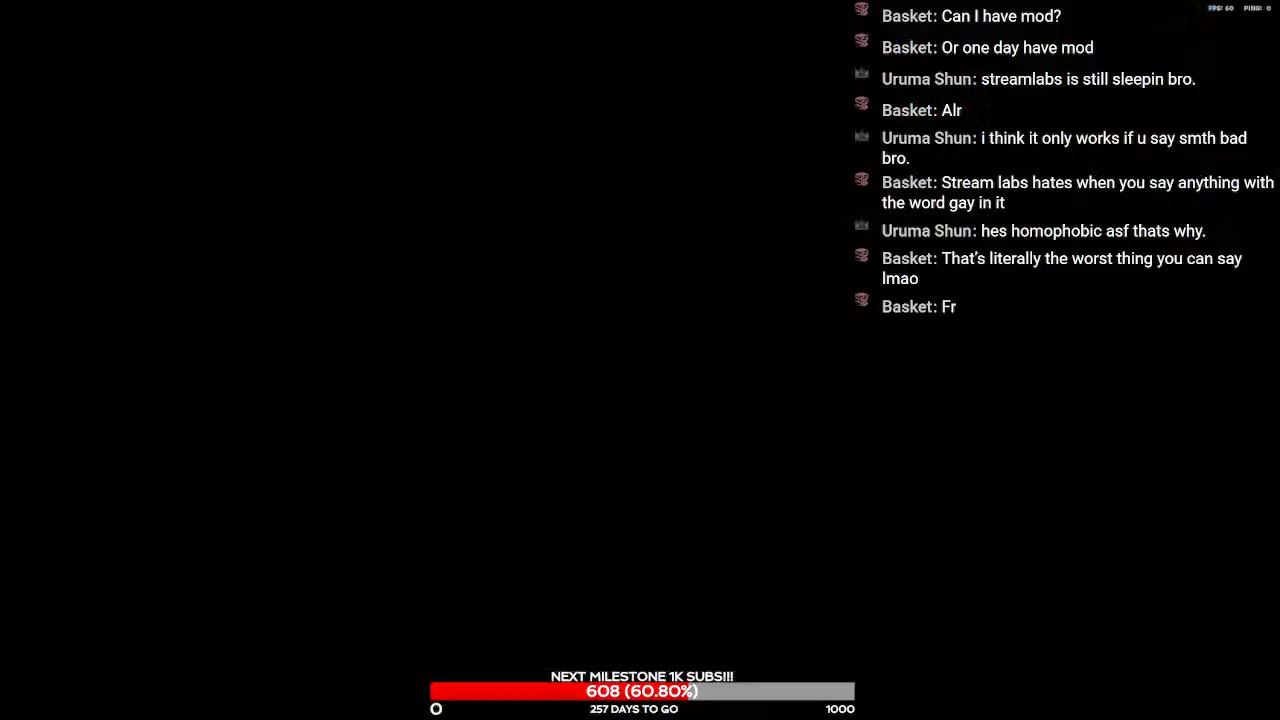 FPS: 60 PING: 0
Basket: Can I have mod?
Basket: Or one day have mod
Uruma Shun: streamlabs is still sleepin bro.
Basket: Alr
Uruma Shun: i think it only works if u say smth bad
bro.
Basket: Stream labs hates when you say anything with
the word gay in it
Uruma Shun: hes homophobic asf thats why.
Basket: That’s literally the worst thing you can say
lmao
Basket: Fr
NEXT MILESTONE 1K SUBS!!!
608 (60.80%)
0 257 DAYS TO GO 1000